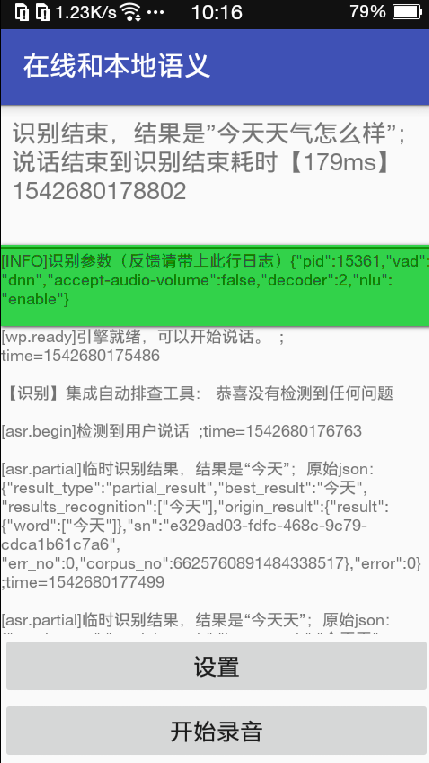 1.23K/s ··· 10:16 79%
在线和本地语义
识别结束，结果是”今天天气怎么样”；
说话结束到识别结束耗时【179ms】
1542680178802
[INFO]识别参数（反馈请带上此行日志）{"pid":15361,"vad":
"dnn","accept-audio-volume":false,"decoder":2,"nlu":
"enable"}
[wp.ready]引擎就绪，可以开始说话。 ;
time=1542680175486
【识别】集成自动排查工具： 恭喜没有检测到任何问题
[asr.begin]检测到用户说话 ;time=1542680176763
[asr.partial]临时识别结果，结果是“今天”；原始json：
{"result_type":"partial_result","best_result":"今天",
"results_recognition":["今天"],"origin_result":{"result":
{"word":["今天"]},"sn":"e329ad03-fdfc-468c-9c79-
cdca1b61c7a6",
"err_no":0,"corpus_no":6625760891484338517},"error":0}
;time=1542680177499
[asr.partial]临时识别结果，结果是“今天天”；原始json：
设置
开始录音